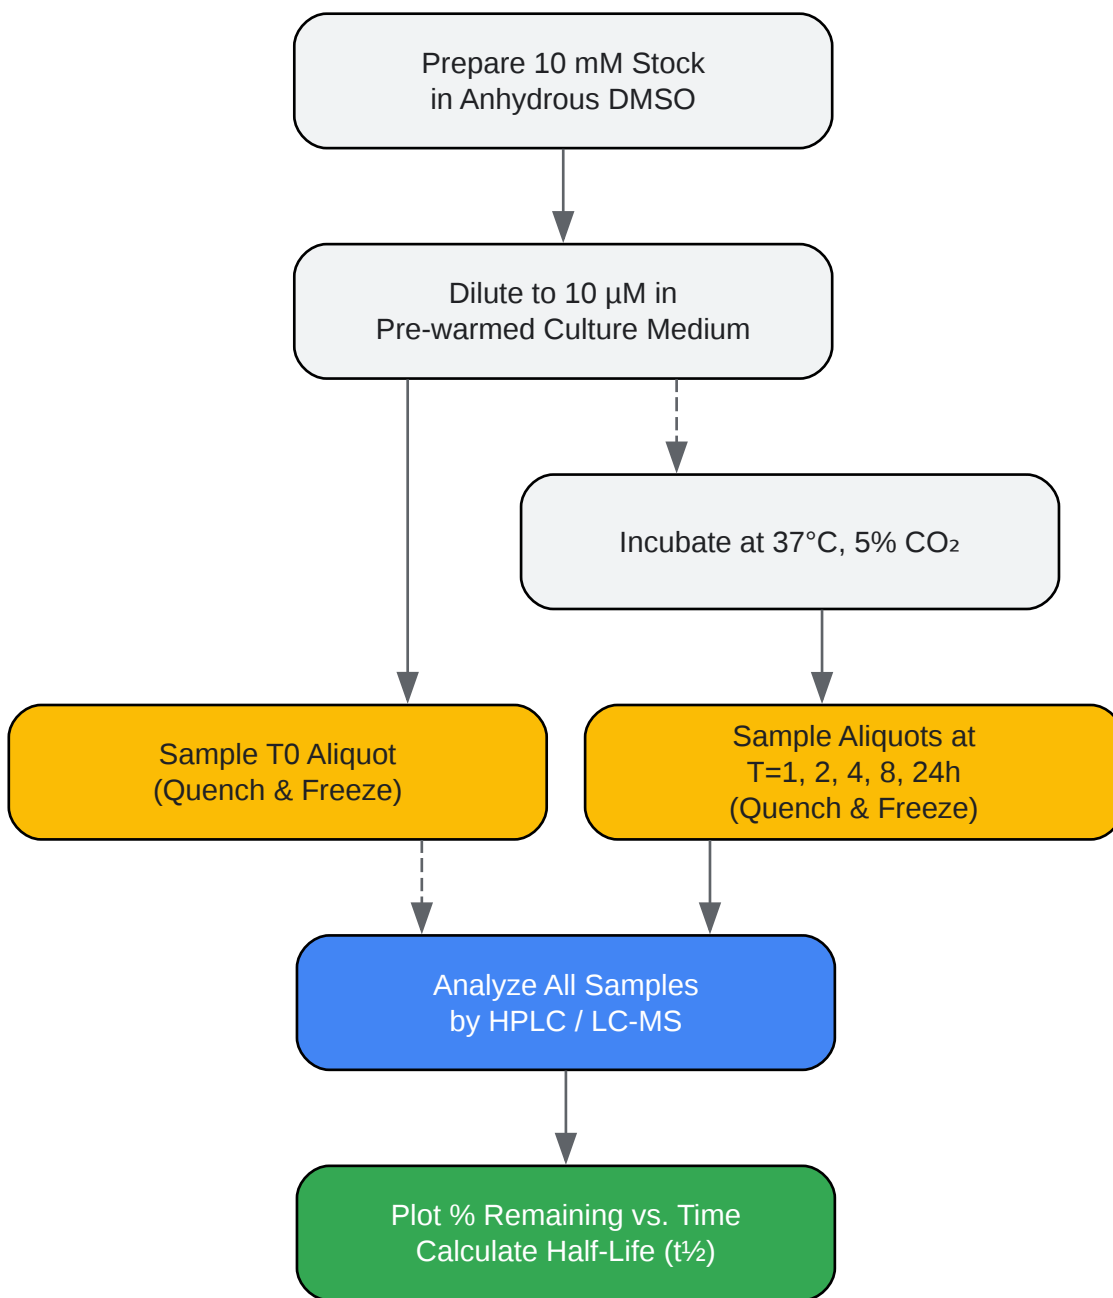 Prepare 10 mM Stock
in Anhydrous DMSO
Dilute to 10 µM in
Pre-warmed Culture Medium
Incubate at 37°C, 5% CO₂
Sample T0 Aliquot
(Quench & Freeze)
Sample Aliquots at
T=1, 2, 4, 8, 24h
(Quench & Freeze)
Analyze All Samples
by HPLC / LC-MS
Plot % Remaining vs. Time
Calculate Half-Life (t½)